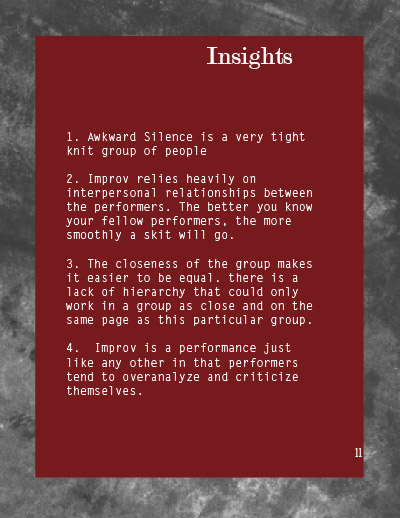 Insights
1. Awkward Silence is a very tight
knit group of people
2. Improv relies heavily on
interpersonal relationships between
the performers. The better you know
your fellow performers, the more
smoothly a skit will go.
3. The closeness of the group makes
it easier to be equal. there is a
lack of hierarchy that could only
work in a group as close and on the
same page as this particular group.
4.  Improv is a performance just
like any other in that performers
tend to overanalyze and criticize
themselves.
11